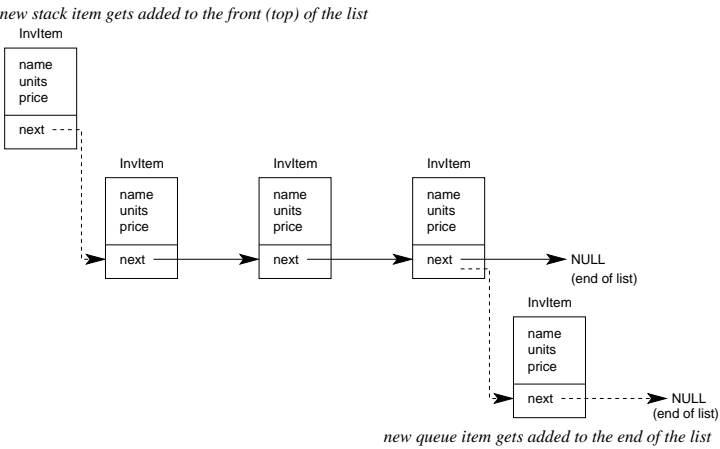 new stack item gets added to the front (top) of the list
InvItem
name
units
price
next
InvItem
name
units
price
next
InvItem
name
units
price
next
InvItem
name
units
price
next
NULL
(end of list)
InvItem
name
units
price
next
NULL
(end of list)
new queue item gets added to the end of the list